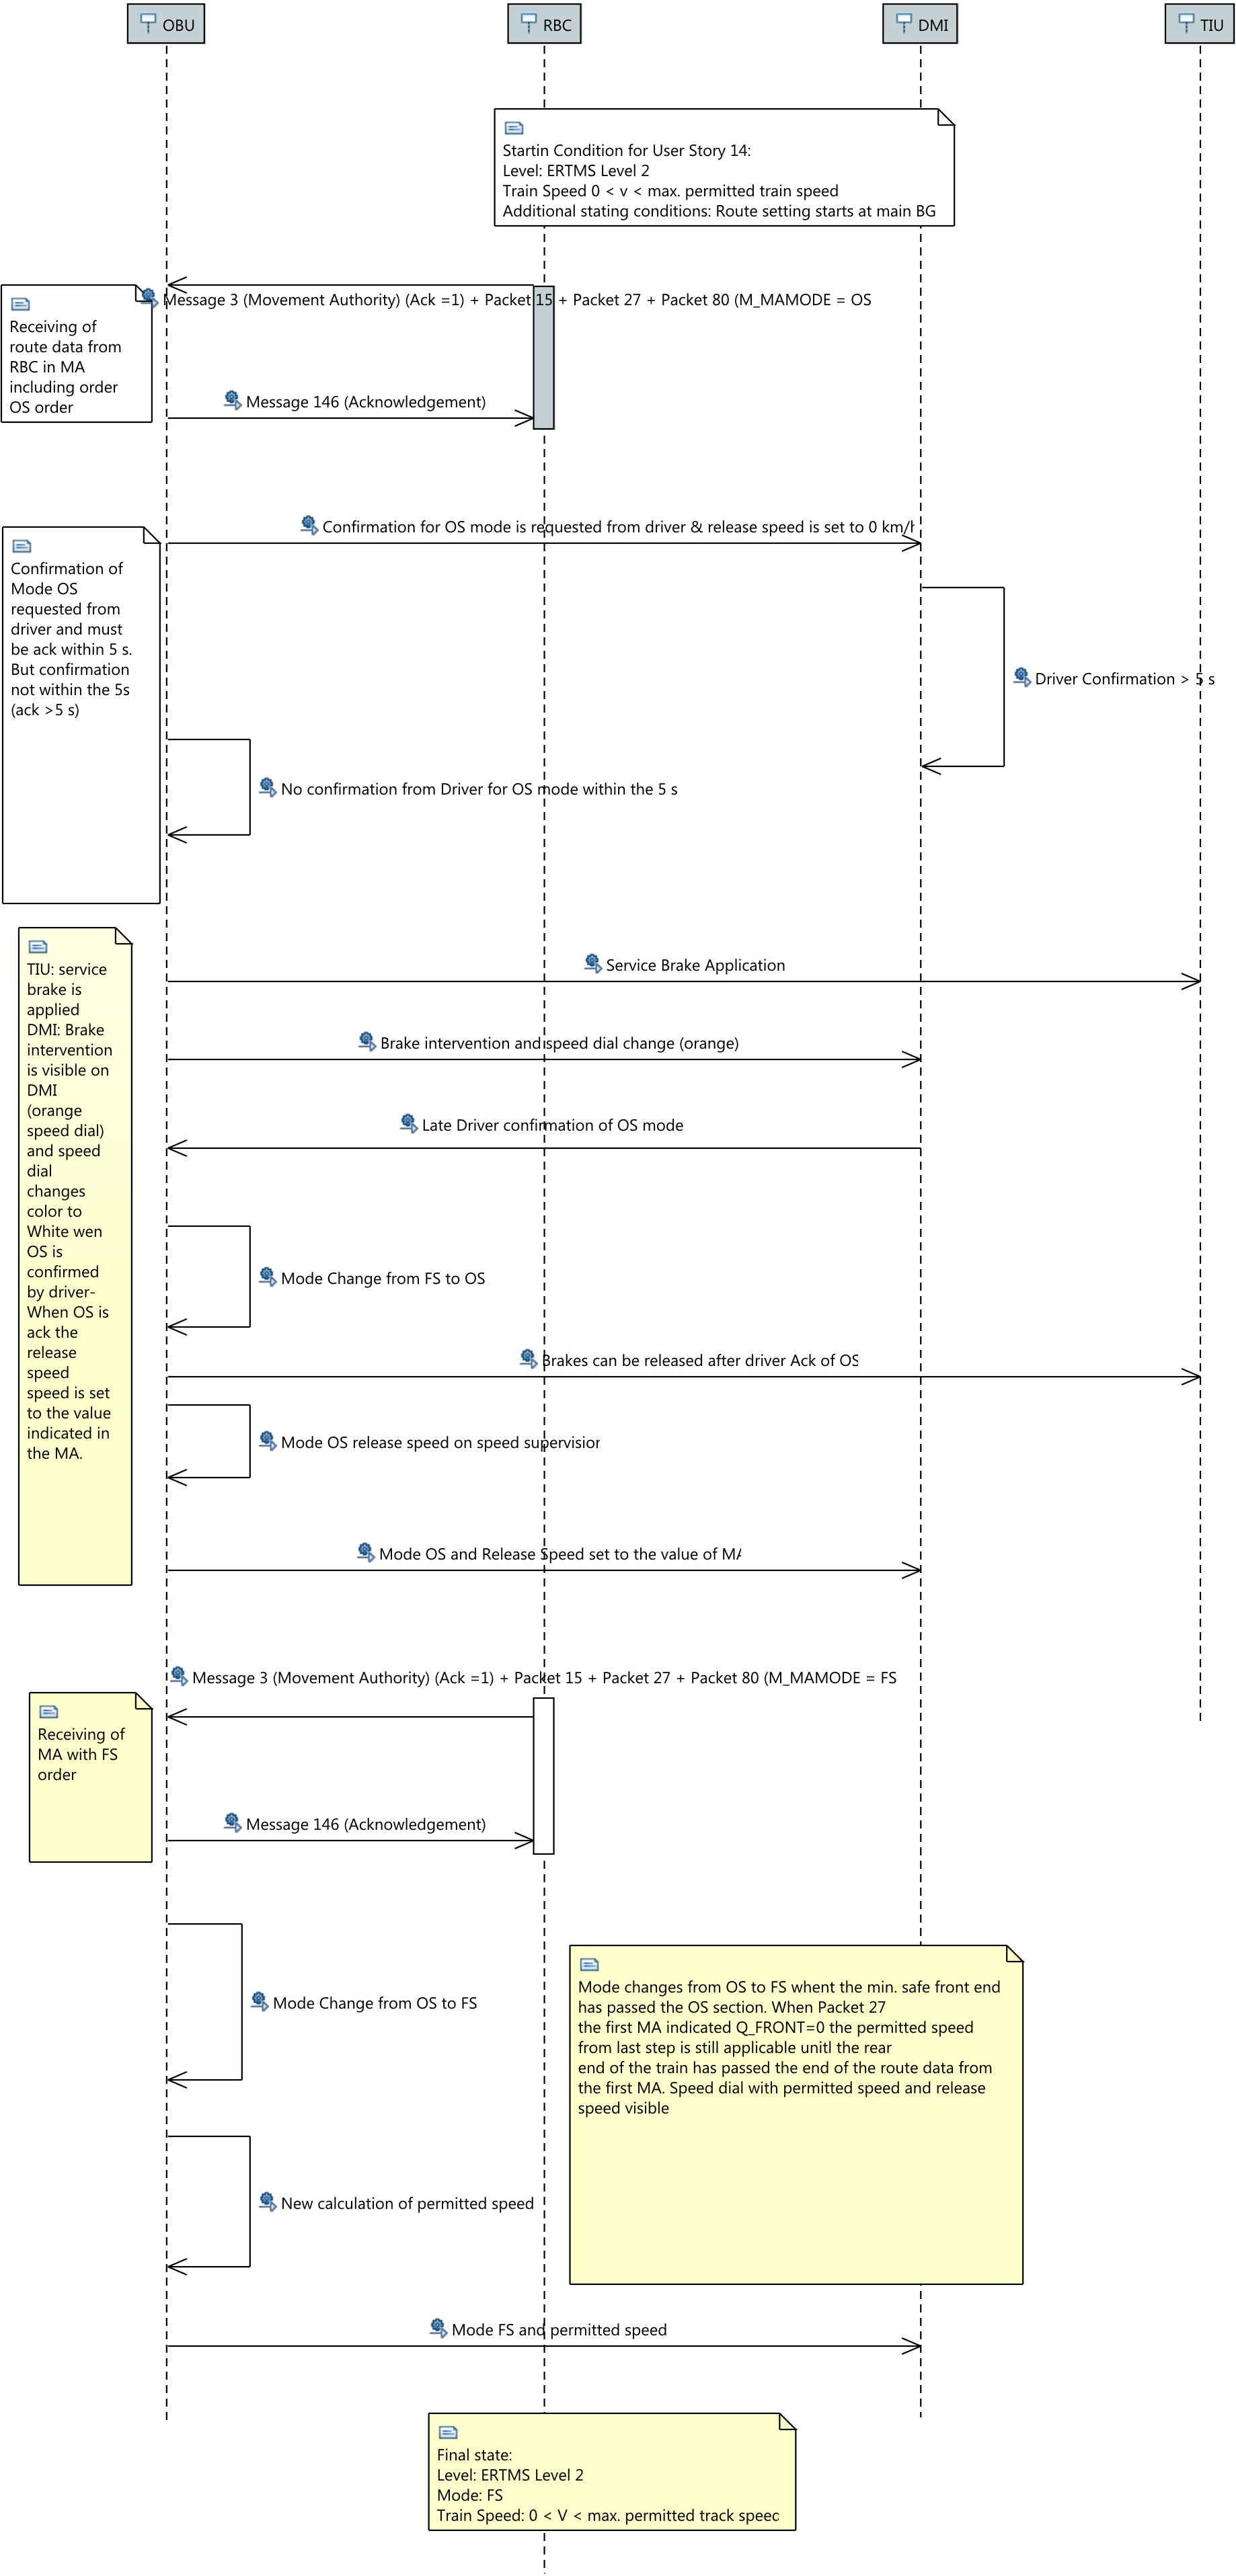 OBU
RBC
DMI
TIU
Startin Condition for User Story 14:
Level: ERTMS Level 2
Train Speed 0 < v < max. permitted train speed
Additional stating conditions: Route setting starts at main BG
Message 3 (Movement Authority) (Ack =1) + Packet 15 + Packet 27 + Packet 80 (M_MAMODE = OS
Receiving of
route data from
RBC in MA
including order
OS order
Message 146 (Acknowledgement)
Confirmation for OS mode is requested from driver & release speed is set to 0 km/h
Confirmation of
Mode OS
requested from
driver and must
be ack within 5 s.
But confirmation
not within the 5s
(ack >5 s)
Driver Confirmation > 5 s
No confirmation from Driver for OS mode within the 5 s
TIU: service
brake is
applied
DMI: Brake
intervention
is visible on
DMI
(orange
speed dial)
and speed
dial
changes
color to
White wen
OS is
confirmed
by driver-
When OS is
ack the
release
speed
speed is set
to the value
indicated in
the MA.
Service Brake Application
Brake intervention and speed dial change (orange)
Late Driver confirmation of OS mode
Mode Change from FS to OS
Brakes can be released after driver Ack of OS
Mode OS release speed on speed supervision
Mode OS and Release Speed set to the value of MA
Message 3 (Movement Authority) (Ack =1) + Packet 15 + Packet 27 + Packet 80 (M_MAMODE = FS
Receiving of
MA with FS
order
Message 146 (Acknowledgement)
Mode Change from OS to FS
Mode changes from OS to FS whent the min. safe front end
has passed the OS section. When Packet 27
the first MA indicated Q_FRONT=0 the permitted speed
from last step is still applicable unitl the rear
end of the train has passed the end of the route data from
the first MA. Speed dial with permitted speed and release
speed visible
New calculation of permitted speed
Mode FS and permitted speed
Final state:
Level: ERTMS Level 2
Mode: FS
Train Speed: 0 < V < max. permitted track speed